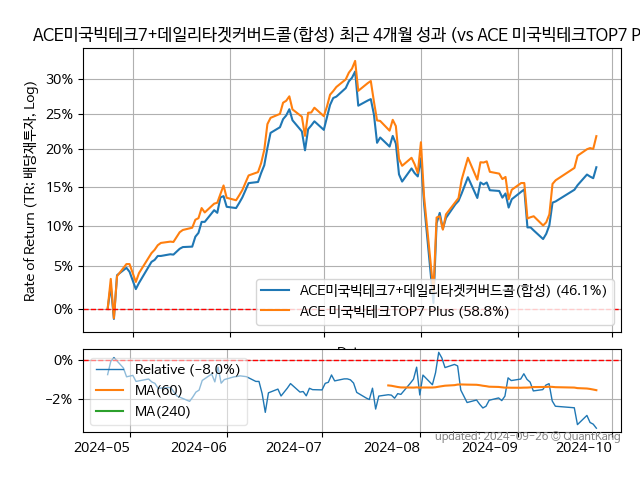 ACE미국빅테크7+데일리타겟커버드콜(합성) 최근 4개월 성과 (vs ACE 미국빅테크TOP7 P
Rate of Return (TR: 배당재투자, Log)
30%
25%
20%
15%
10%
5%
0%
ACE미국빅테크7+데일리타겟커버드콜(합성) (46.1%)
ACE 미국빅테크TOP7 Plus (58.8%)
0%
−2%
Relative (−8.0%)
MA(60)
MA(240)
updated: 2024-09-26 © QuantKang
2024-05
2024-06
2024-07
2024-08
2024-09
2024-10